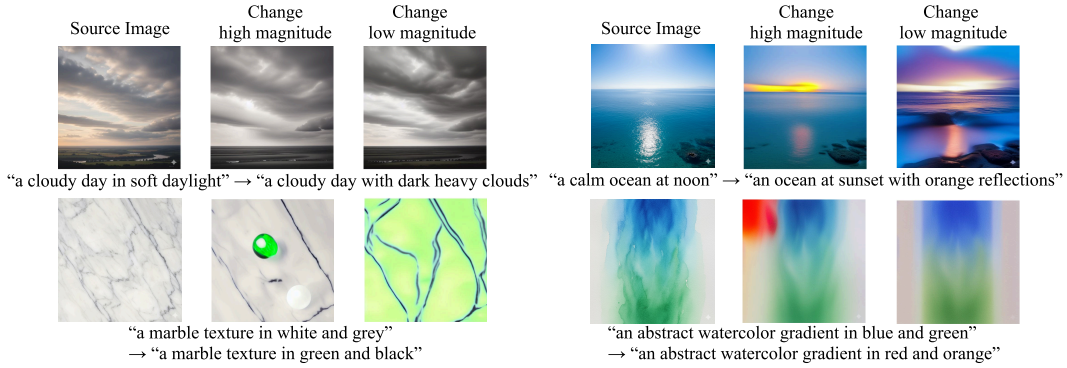 Source Image
Change
high magnitude
Change
low magnitude
Source Image
Change
high magnitude
Change
low magnitude
“a cloudy day in soft daylight” → “a cloudy day with dark heavy clouds”
“a calm ocean at noon” → “an ocean at sunset with orange reflections”
“a marble texture in white and grey”
→ “a marble texture in green and black”
“an abstract watercolor gradient in blue and green”
→ “an abstract watercolor gradient in red and orange”